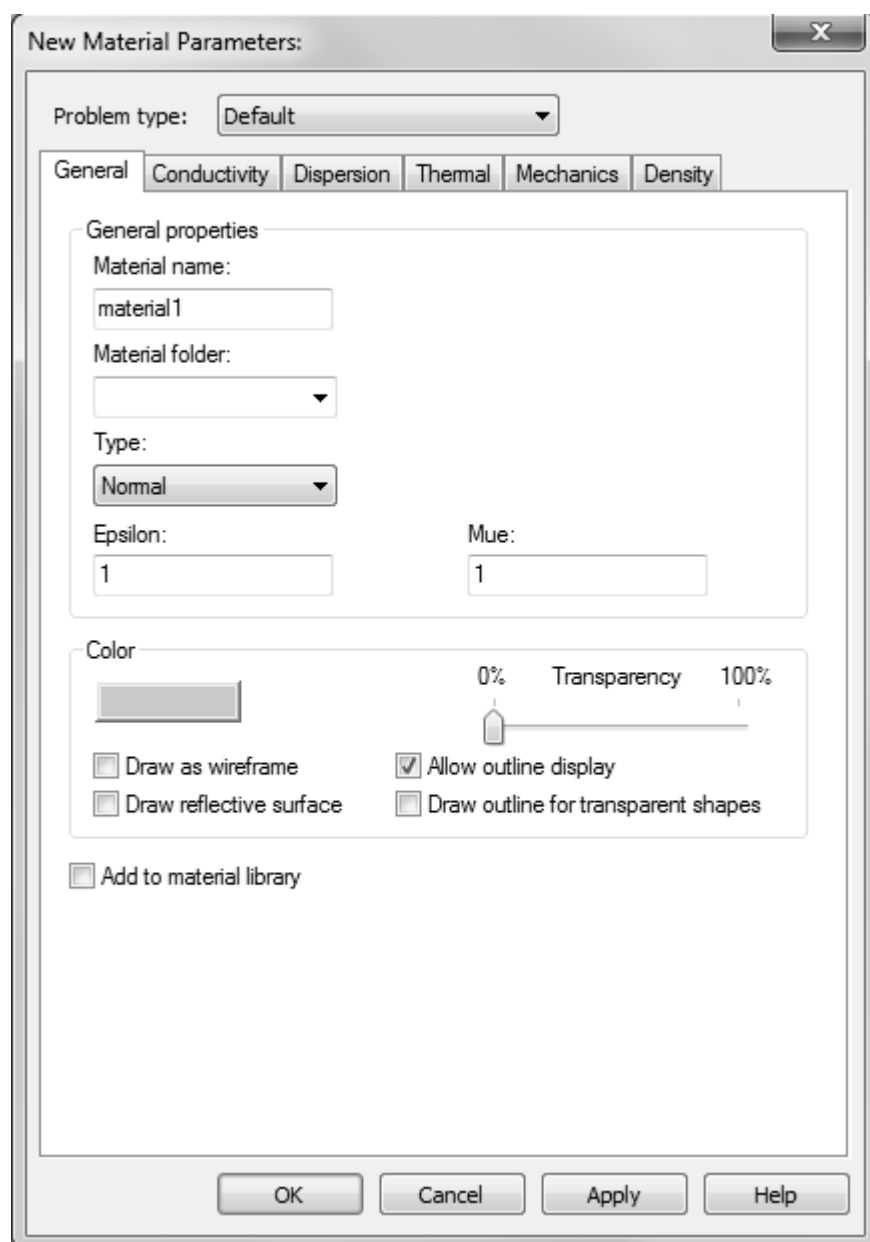 New Material Parameters:
Problem type: Default
General Conductivity Dispersion Thermal Mechanics Density
General properties
Material name:
material1
Material folder:
Type:
Normal
Epsilon: Mue:
1 1
Color
0% Transparency 100%
Draw as wireframe Allow outline display
Draw reflective surface Draw outline for transparent shapes
Add to material library
OK Cancel Apply Help